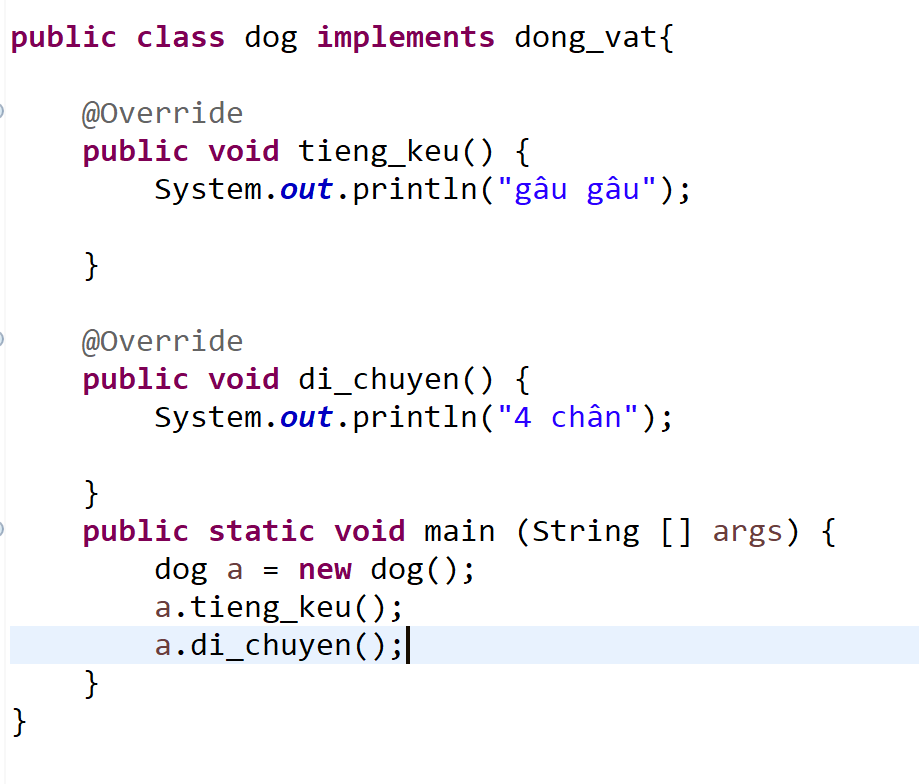 public class dog implements dong_vat{
@Override
public void tieng_keu() {
System.out.println("gâu gâu");
}
@Override
public void di_chuyen() {
System.out.println("4 chân");
}
public static void main (String [] args) {
dog a = new dog();
a.tieng_keu();
a.di_chuyen();
}
}